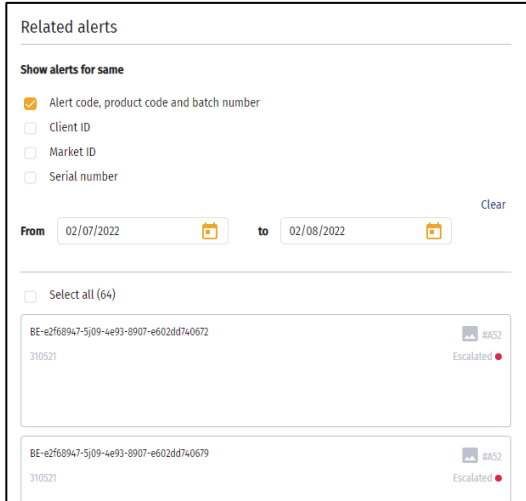 Related alerts
Show alerts for same
Alert code, product code and batch number
Client ID
Market ID
Serial number
Clear
From 02/07/2022 to 02/08/2022
Select all (64)
BE-e2f68947-5j09-4e93-8907-e602dd740672 #A52
310521 Escalated
BE-e2f68947-5j09-4e93-8907-e602dd740679 #A52
310521 Escalated